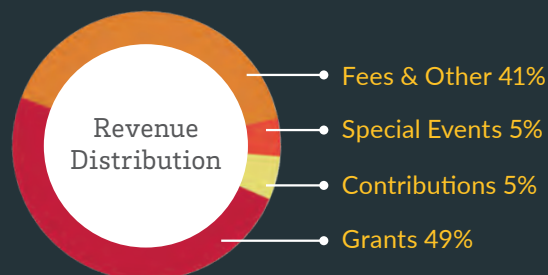 Revenue
Distribution
Fees & Other 41%
Special Events 5%
Contributions 5%
Grants 49%